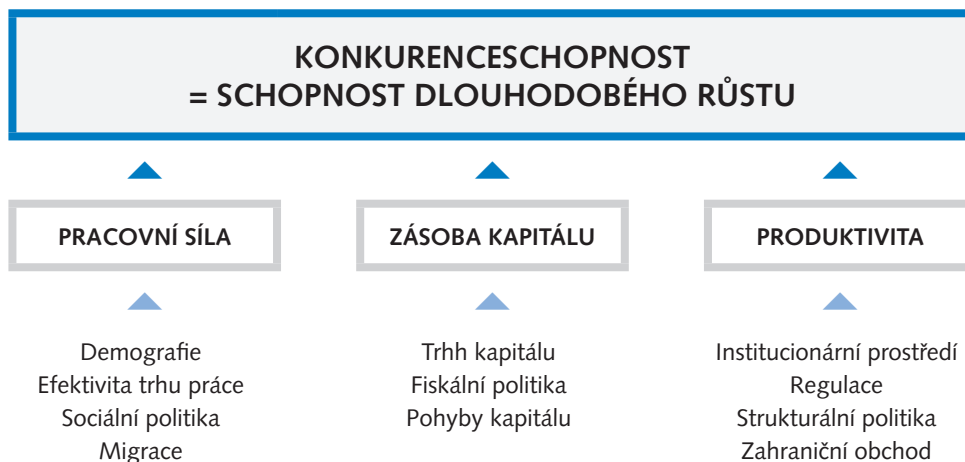 KONKURENCESCHOPNOST
= SCHOPNOST DLOUHODOBÉHO RŮSTU
PRACOVNÍ SÍLA
ZÁSOBA KAPITÁLU
PRODUKTIVITA
Demografie
Efektivita trhu práce
Sociální politika
Migrace
Trhh kapitálu
Fiskální politika
Pohyby kapitálu
Institucionární prostředí
Regulace
Strukturální politika
Zahraniční obchod